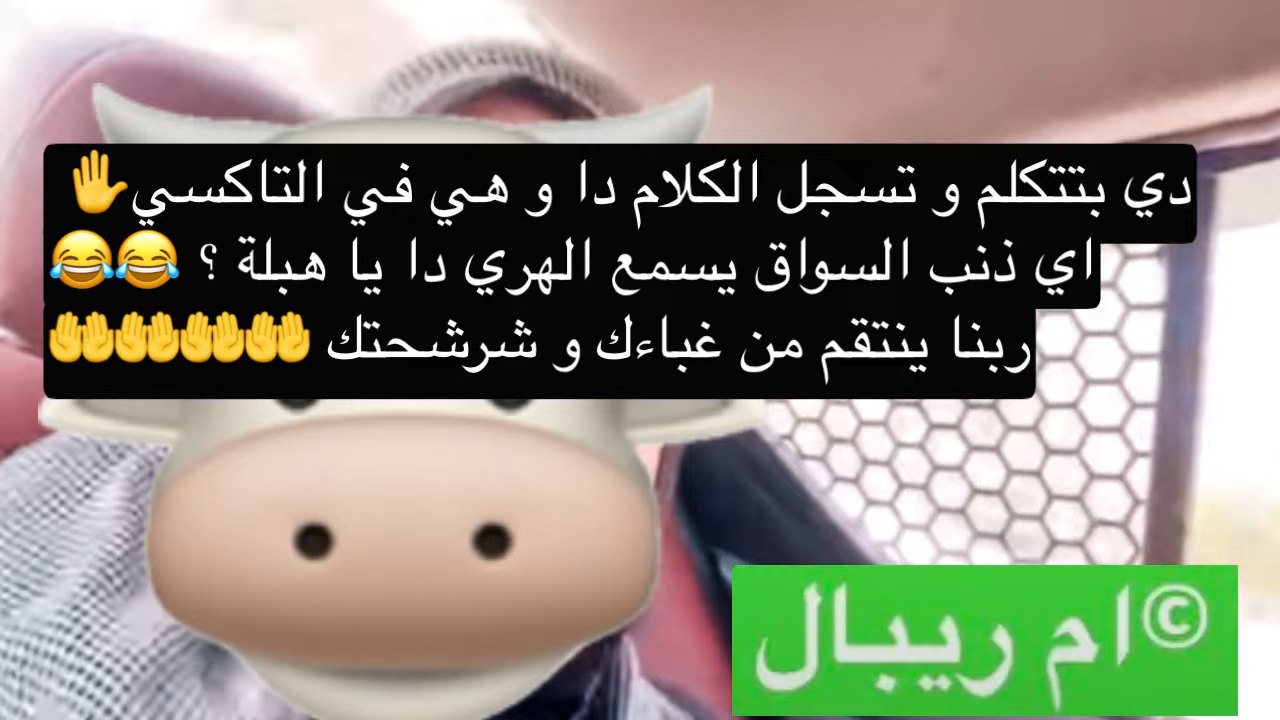 دي بتتكلم و تسجل الكلام دا و هي في التاكسي✋
اي ذنب السواق يسمع الهري دا يا هبلة ؟ 😂😂
ربنا ينتقم من غباءك و شرشحتك 🤲🤲🤲🤲
©ام ريبال